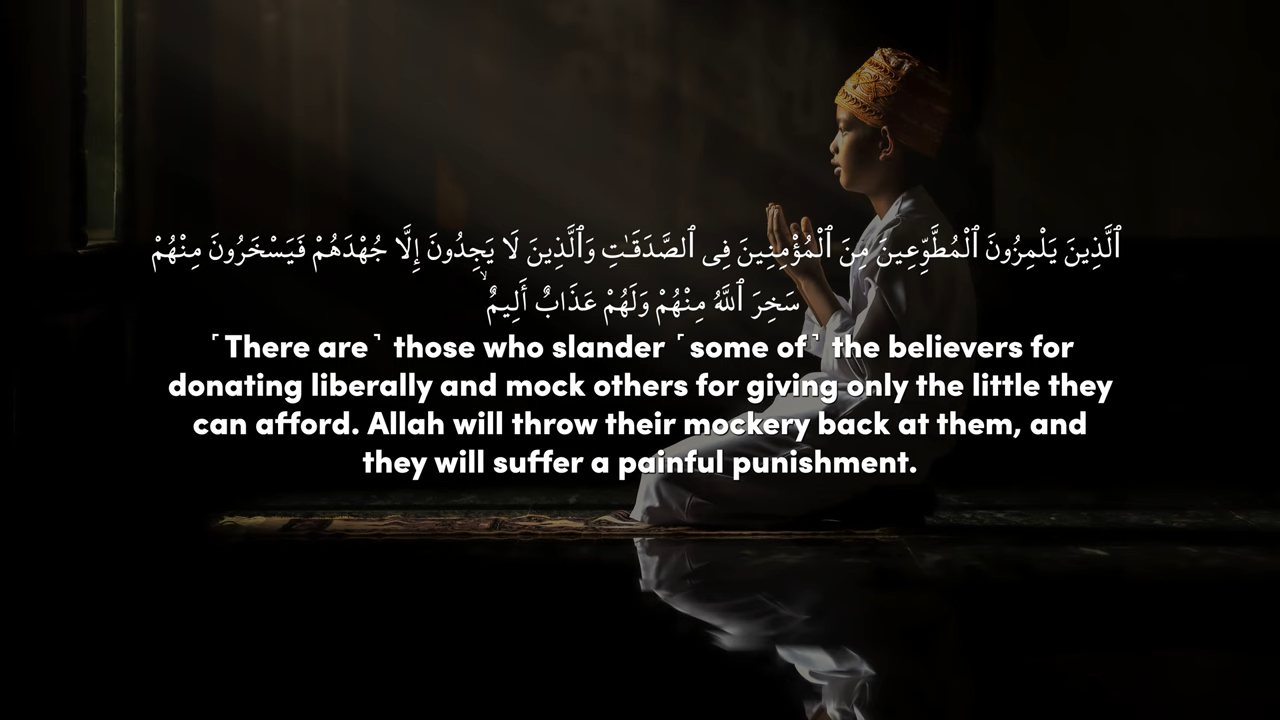 ٱلَّذِينَ يَلْمِزُونَ ٱلْمُطَّوِّعِينَ مِنَ ٱلْمُؤْمِنِينَ فِى ٱلصَّدَقَـٰتِ وَٱلَّذِينَ لَا يَجِدُونَ إِلَّا جُهْدَهُمْ فَيَسْخَرُونَ مِنْهُمْ ۙ
سَخِرَ ٱللَّهُ مِنْهُمْ وَلَهُمْ عَذَابٌ أَلِيمٌ
˹There are˺ those who slander ˹some of˺ the believers for
donating liberally and mock others for giving only the little they
can afford. Allah will throw their mockery back at them, and
they will suffer a painful punishment.